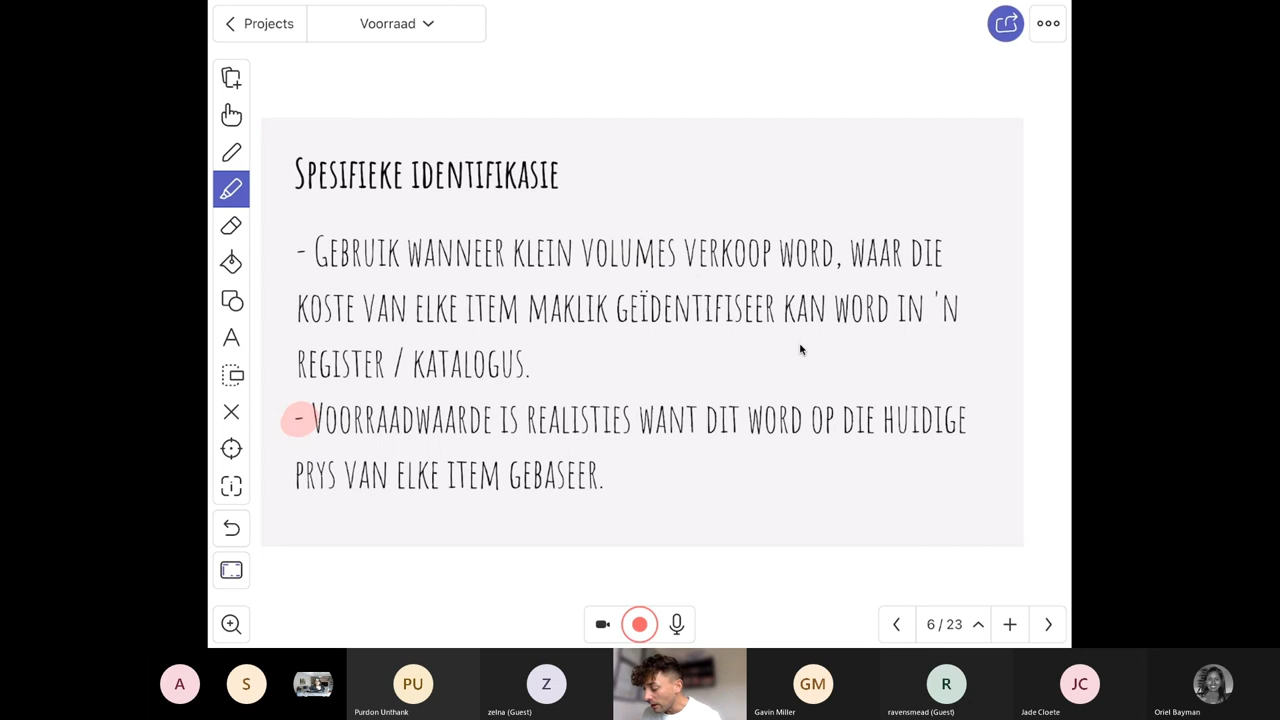 Projects
Voorraad
Spesifieke identifikasie
- Gebruik wanneer klein volumes verkoop word, waar die
koste van elke item maklik geïdentifiseer kan word in 'n
register / katalogus.
- Voorraadwaarde is realisties want dit word op die huidige
prys van elke item gebaseer.
6 / 23
A
S
PU
Z
GM
R
JC
Purdon Unthank
zelna (Guest)
Gavin Miller
ravensmead (Guest)
Jade Cloete
Oriel Bayman